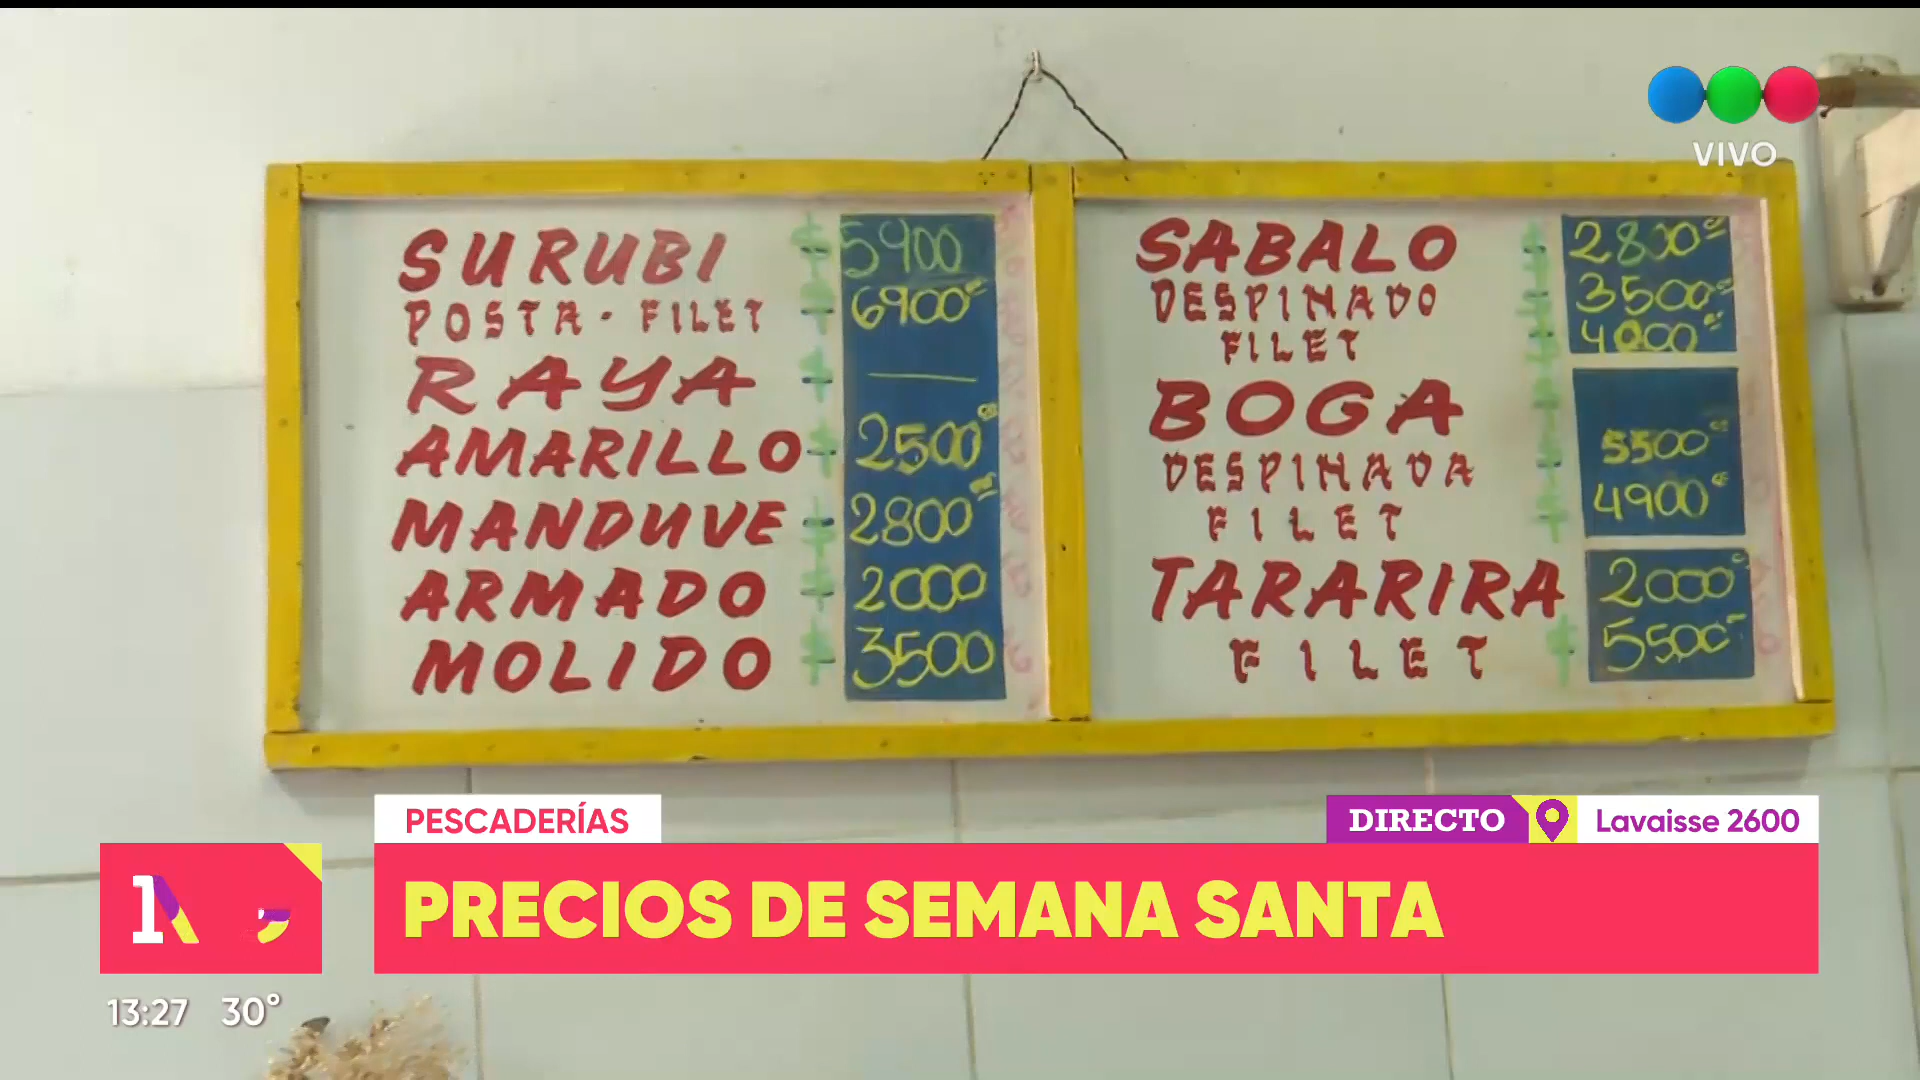 VIVO
SURUBI $ 5900
POSTA - FILET $ 6900
RAYA $ —
AMARILLO $ 2500
MANDUVE $ 2800
ARMADO $ 2000
MOLIDO $ 3500
SABALO $ 2800
DESPINADO $ 3500
FILET $ 4000
BOGA $
DESPINADA $ 5500
FILET $ 4900
TARARIRA 2000
FILET $ 5500
PESCADERÍAS
DIRECTO Lavaisse 2600
PRECIOS DE SEMANA SANTA
13:27 30°